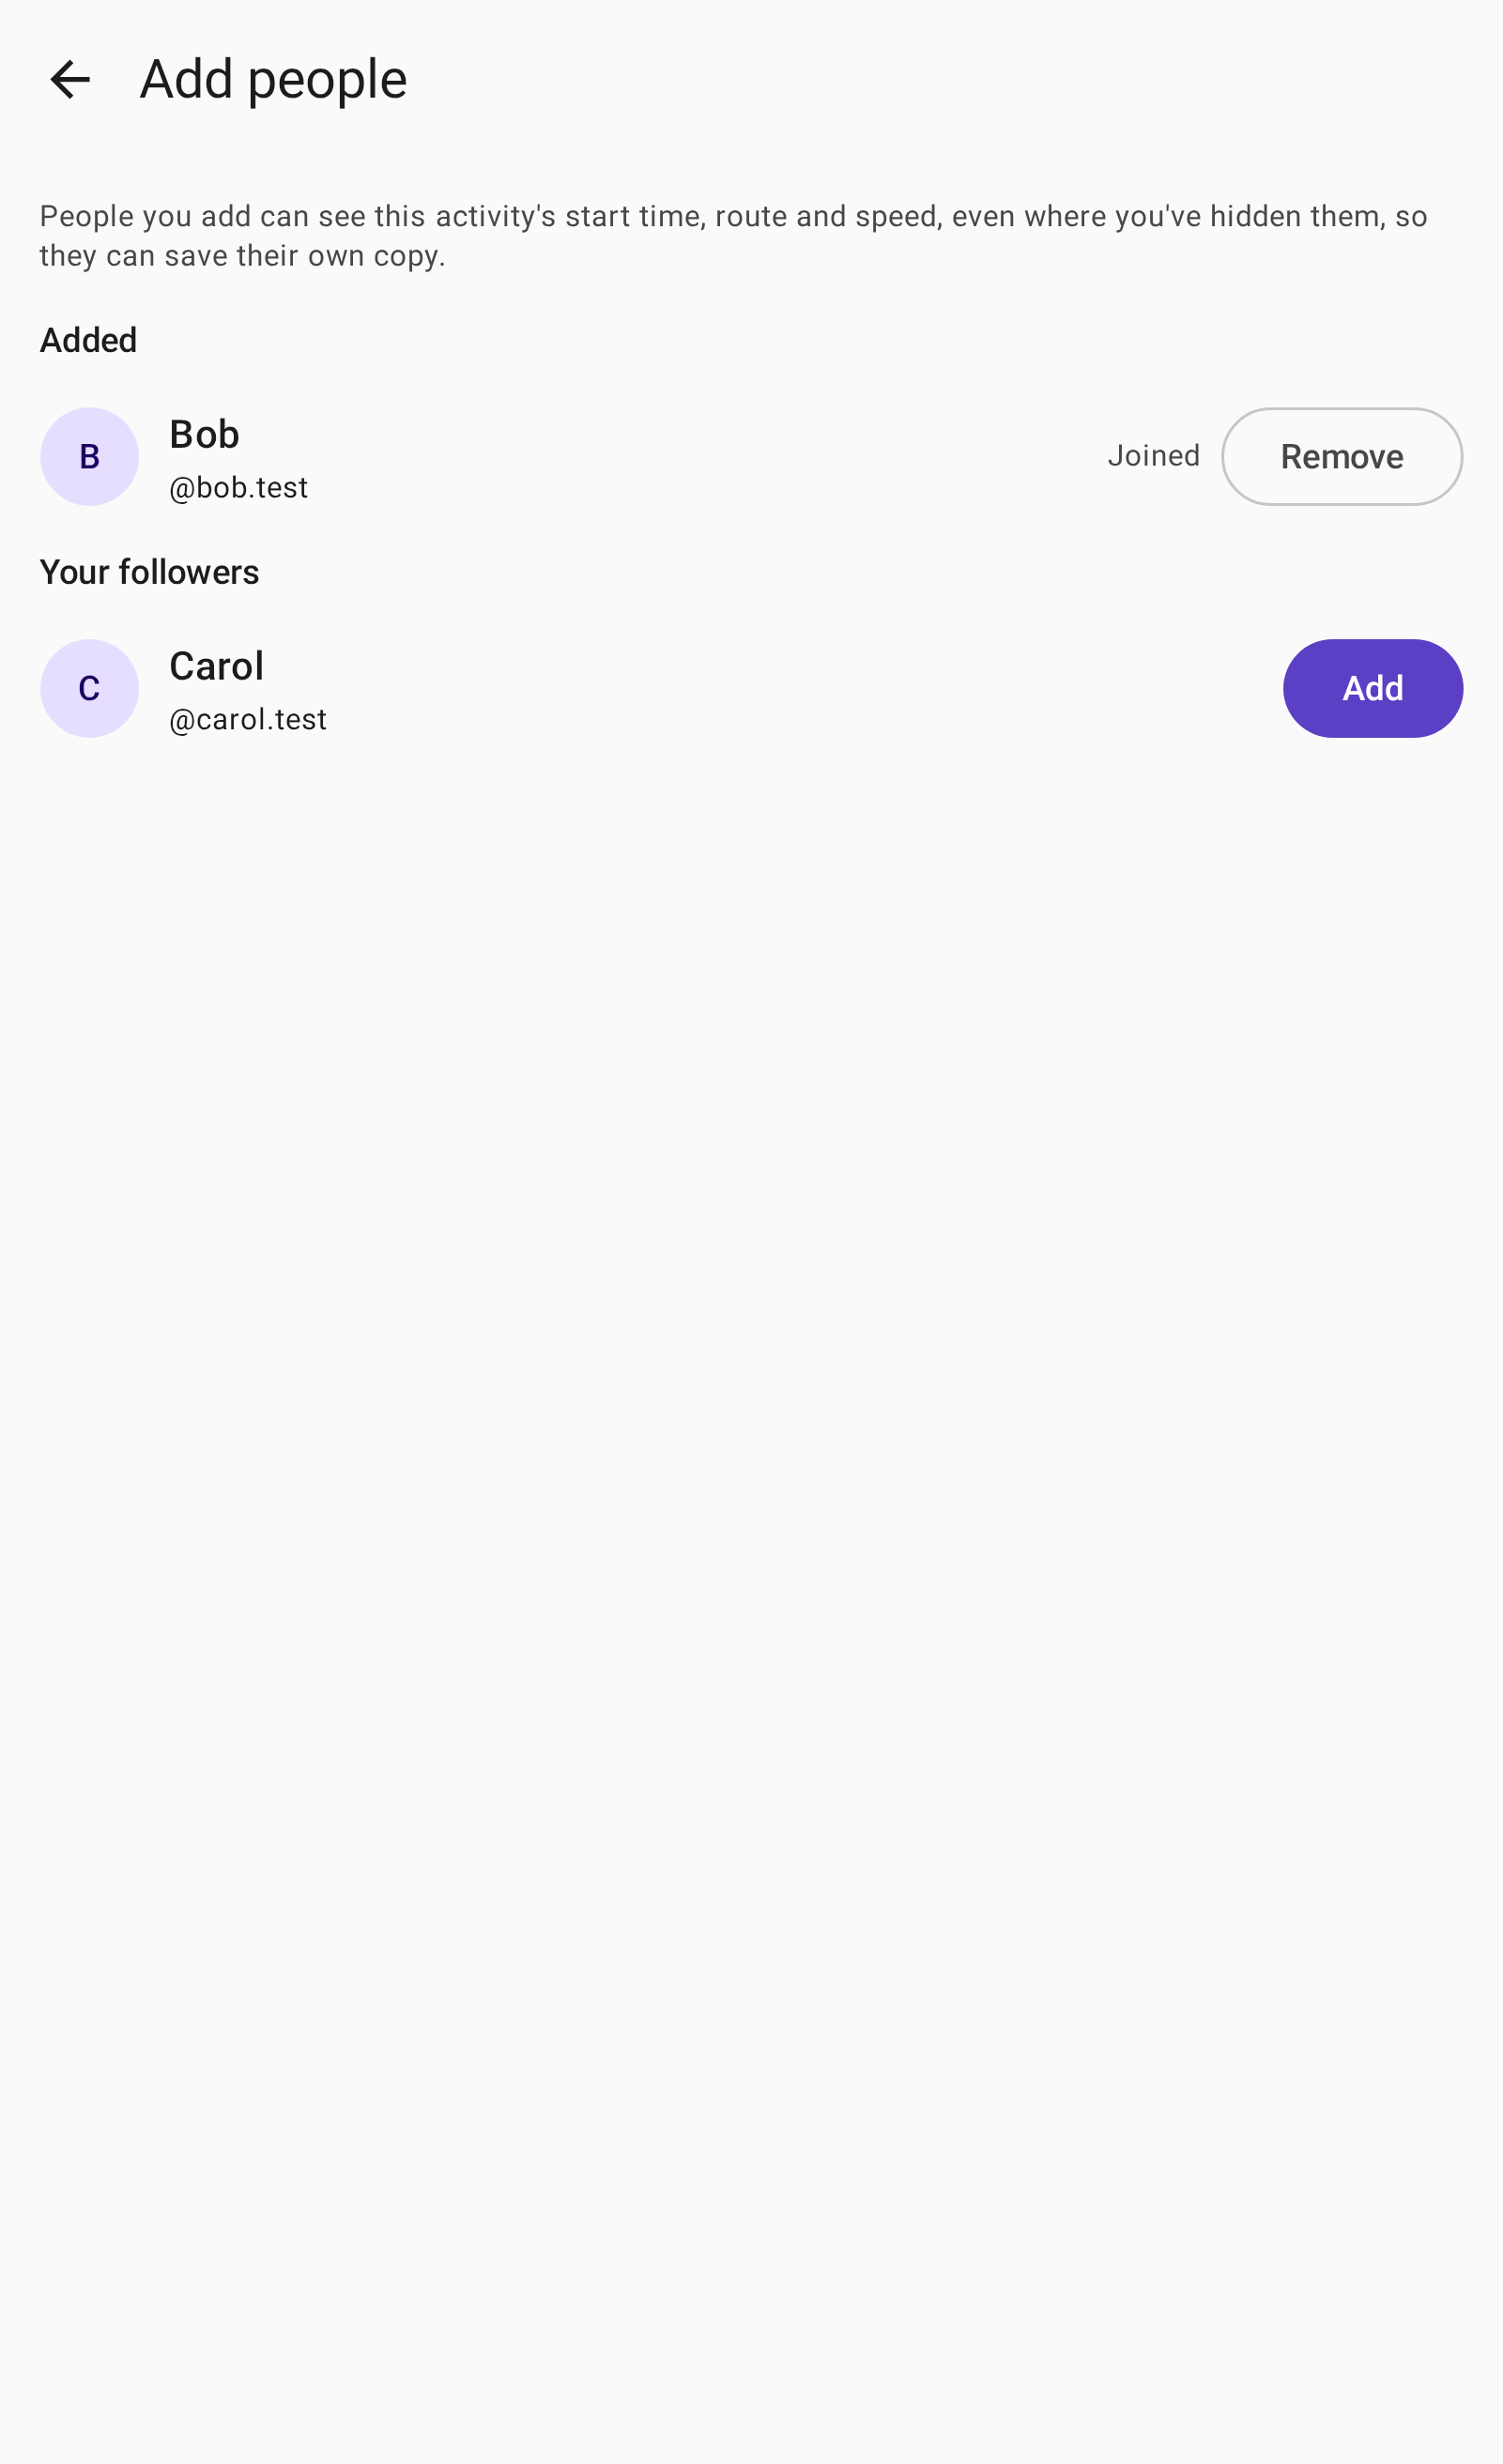 Add people
People you add can see this activity's start time, route and speed, even where you've hidden them, so
they can save their own copy.
Added
B
Bob
@bob.test
Joined
Remove
Your followers
C
Carol
@carol.test
Add